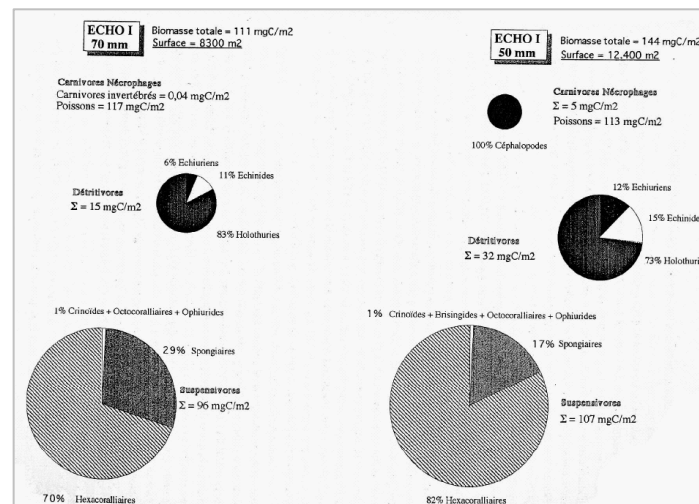 ECHO I
70 mm
Biomasse totale = 111 mgC/m2
Surface = 8300 m2
Carnivores Nécrophages
Carnivores invertébrés = 0,04 mgC/m2
Poissons = 117 mgC/m2
6% Echiuriens
11% Echinides
Détritivores
Σ = 15 mgC/m2
83% Holothuries
1% Crinoïdes + Octocoralliaires + Ophiurides
29% Spongiaires
Suspensivores
Σ = 96 mgC/m2
70% Hexacoralliaires
ECHO I
50 mm
Biomasse totale = 144 mgC/m2
Surface = 12.400 m2
Carnivores Nécrophages
Σ = 5 mgC/m2
Poissons = 113 mgC/m2
100% Céphalopodes
12% Echiuriens
15% Echinide
Détritivores
Σ = 32 mgC/m2
73% Holothuri
1% Crinoïdes + Brisingides + Octocoralliaires + Ophiurides
17% Spongiaires
Suspensivores
Σ = 107 mgC/m2
82% Hexacoralliaires